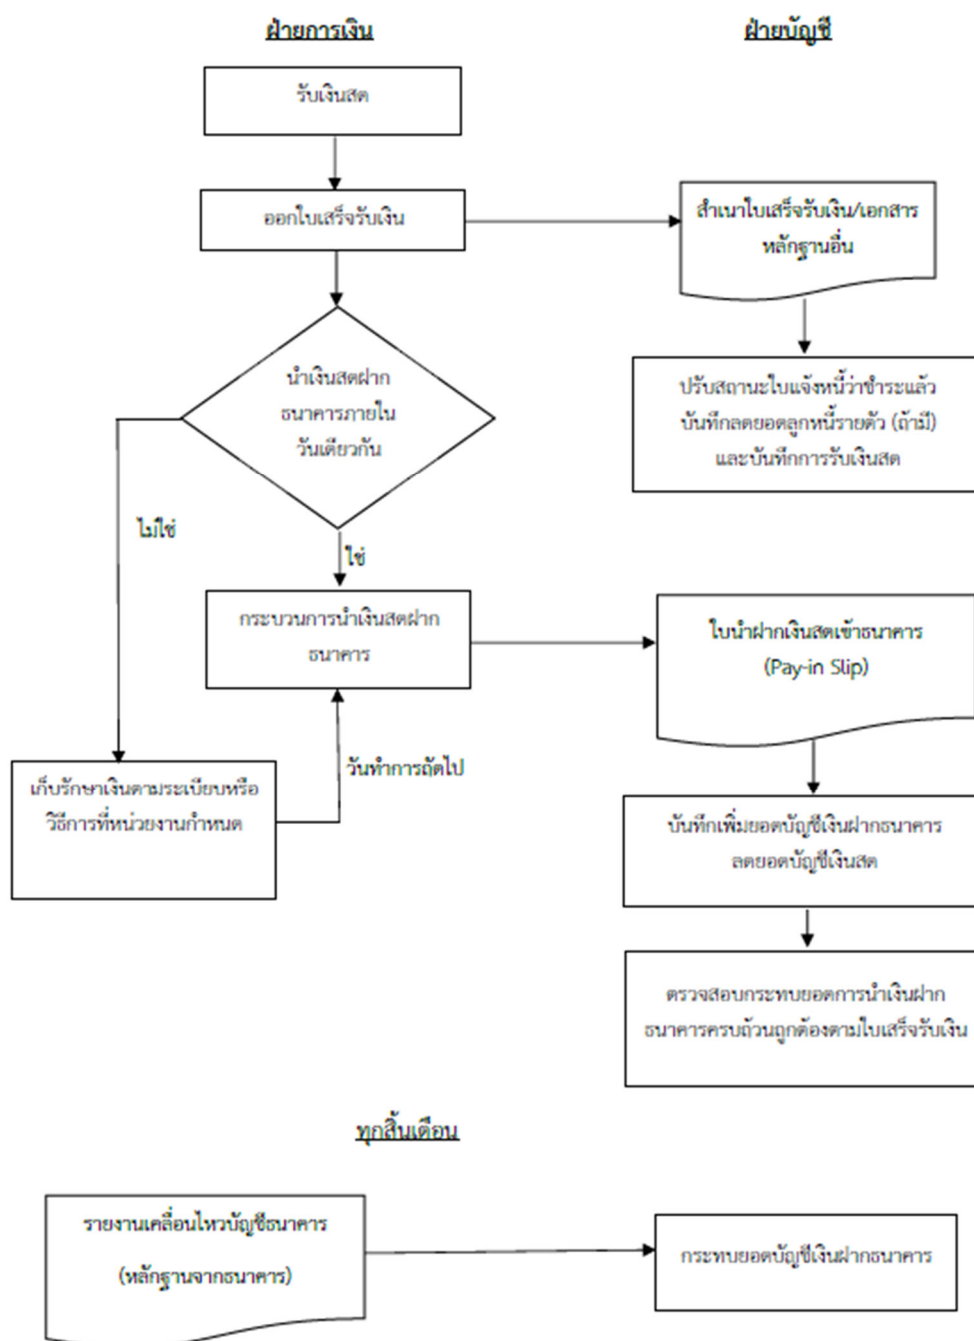 ฝ่ายการเงิน
ฝ่ายบัญชี
รับเงินสด
ออกใบเสร็จรับเงิน
สำเนาใบเสร็จรับเงิน/เอกสาร
หลักฐานอื่น
นำเงินสดฝาก
ธนาคารภายใน
วันเดียวกัน
ปรับสถานะใบแจ้งหนี้ว่าชำระแล้ว
บันทึกลดยอดลูกหนี้รายตัว (ถ้ามี)
และบันทึกการรับเงินสด
ไม่ใช่
ใช่
กระบวนการนำเงินสดฝาก
ธนาคาร
ใบนำฝากเงินสดเข้าธนาคาร
(Pay-in Slip)
วันทำการถัดไป
เก็บรักษาเงินตามระเบียบหรือ
วิธีการที่หน่วยงานกำหนด
บันทึกเพิ่มยอดบัญชีเงินฝากธนาคาร
ลดยอดบัญชีเงินสด
ตรวจสอบกระทบยอดการนำเงินฝาก
ธนาคารครบถ้วนถูกต้องตามใบเสร็จรับเงิน
ทุกสิ้นเดือน
รายงานเคลื่อนไหวบัญชีธนาคาร
(หลักฐานจากธนาคาร)
กระทบยอดบัญชีเงินฝากธนาคาร